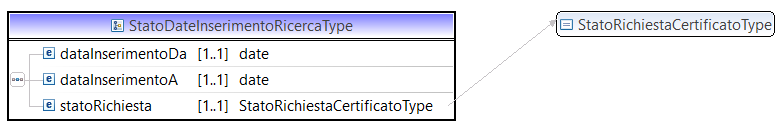 StatoDateInserimentoRicercaType
StatoRichiestaCertificatoType
e dataInserimentoDa [1..1] date
e dataInserimentoA [1..1] date
e statoRichiesta [1..1] StatoRichiestaCertificatoType